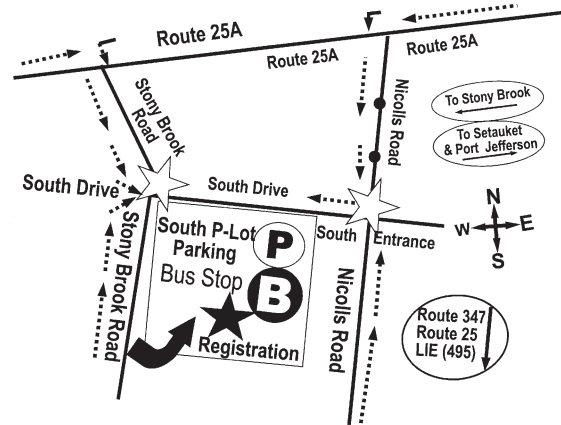 Route 25A
Route 25A
Route 25A
Stony Brook
Road
Nicolls Road
To Stony Brook
To Setauket
& Port Jefferson
South Drive
South Drive
South
Entrance
N
W
E
S
South P-Lot
Parking
P
Bus Stop
B
Registration
Stony Brook Road
Nicolls Road
Route 347
Route 25
LIE (495)